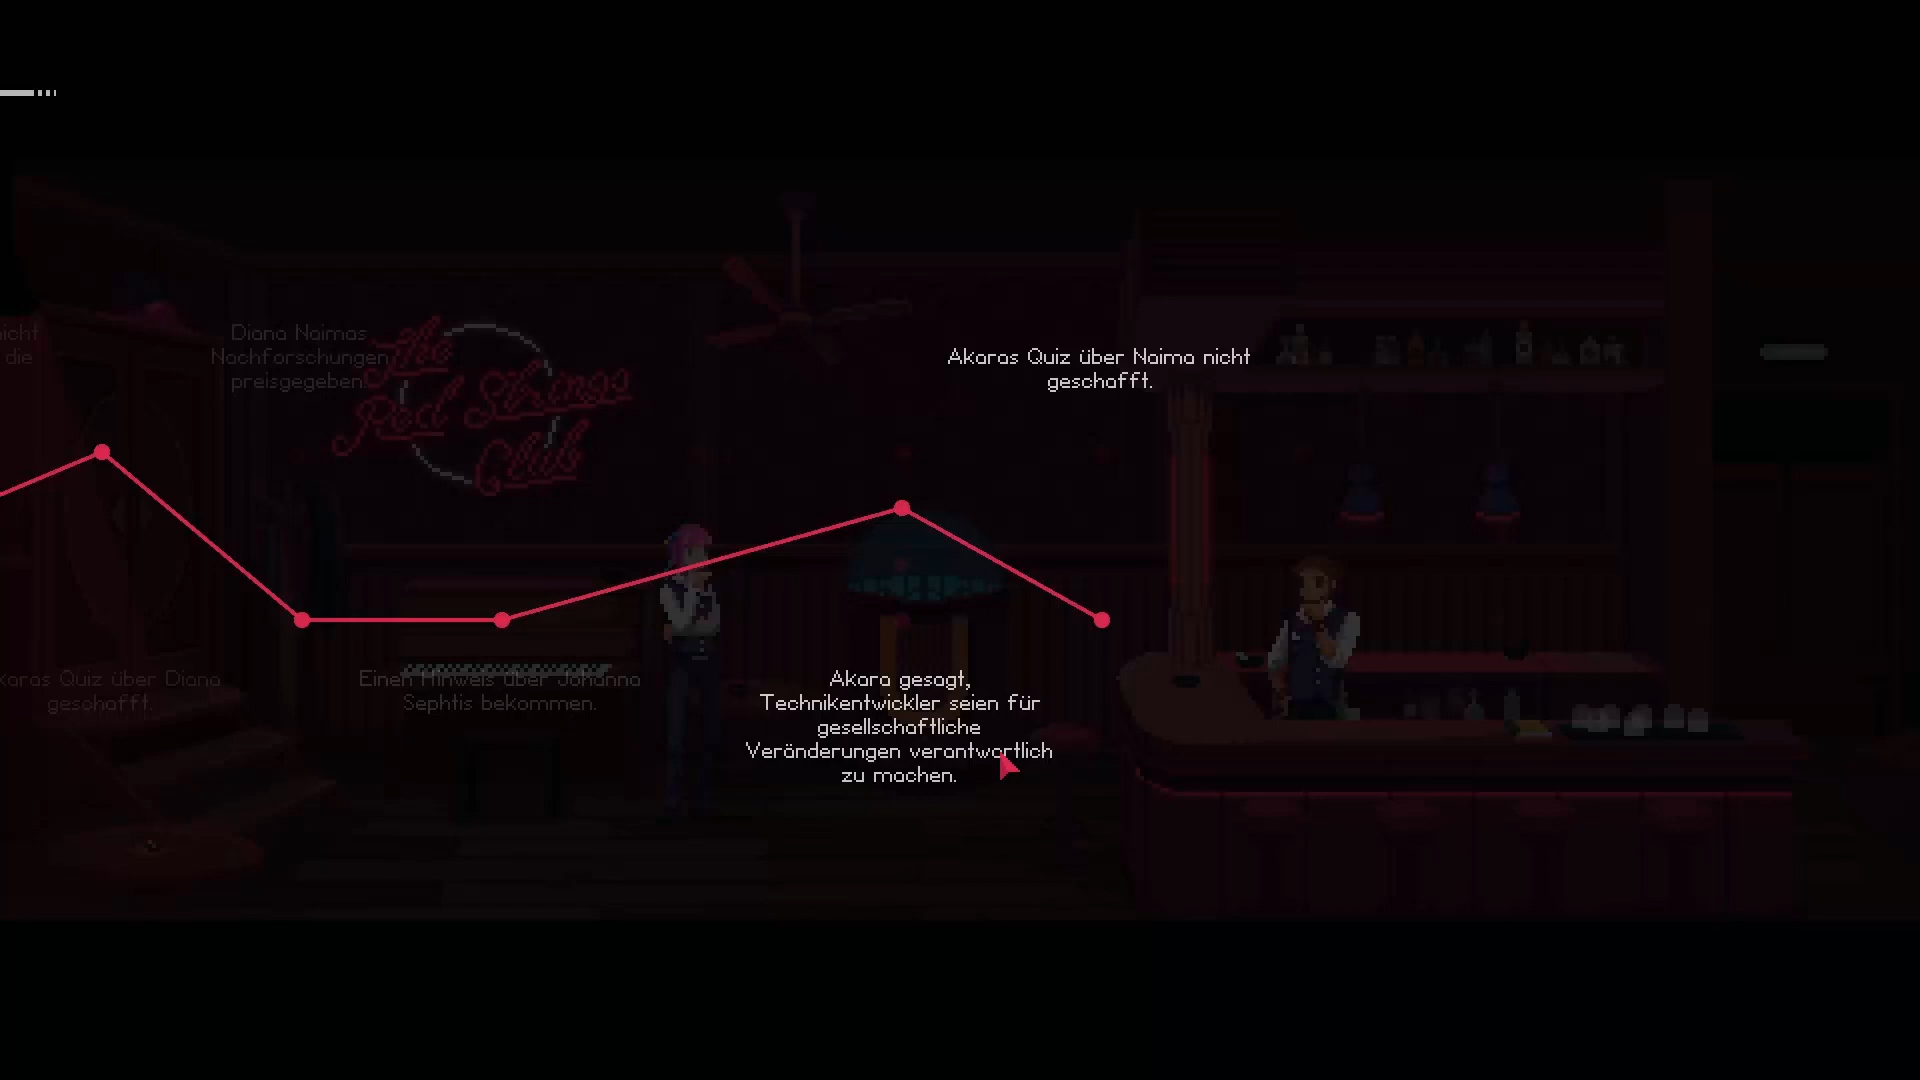 nicht
die
Diana Naimas
Nachforschungen
preisgegeben.
The
Red Strings
Club
Akaras Quiz über Naima nicht
geschafft.
karas Quiz über Diana
geschafft.
Einen Hinweis über Johanna
Sephtis bekommen.
Akara gesagt,
Technikentwickler seien für
gesellschaftliche
Veränderungen verantwortlich
zu machen.